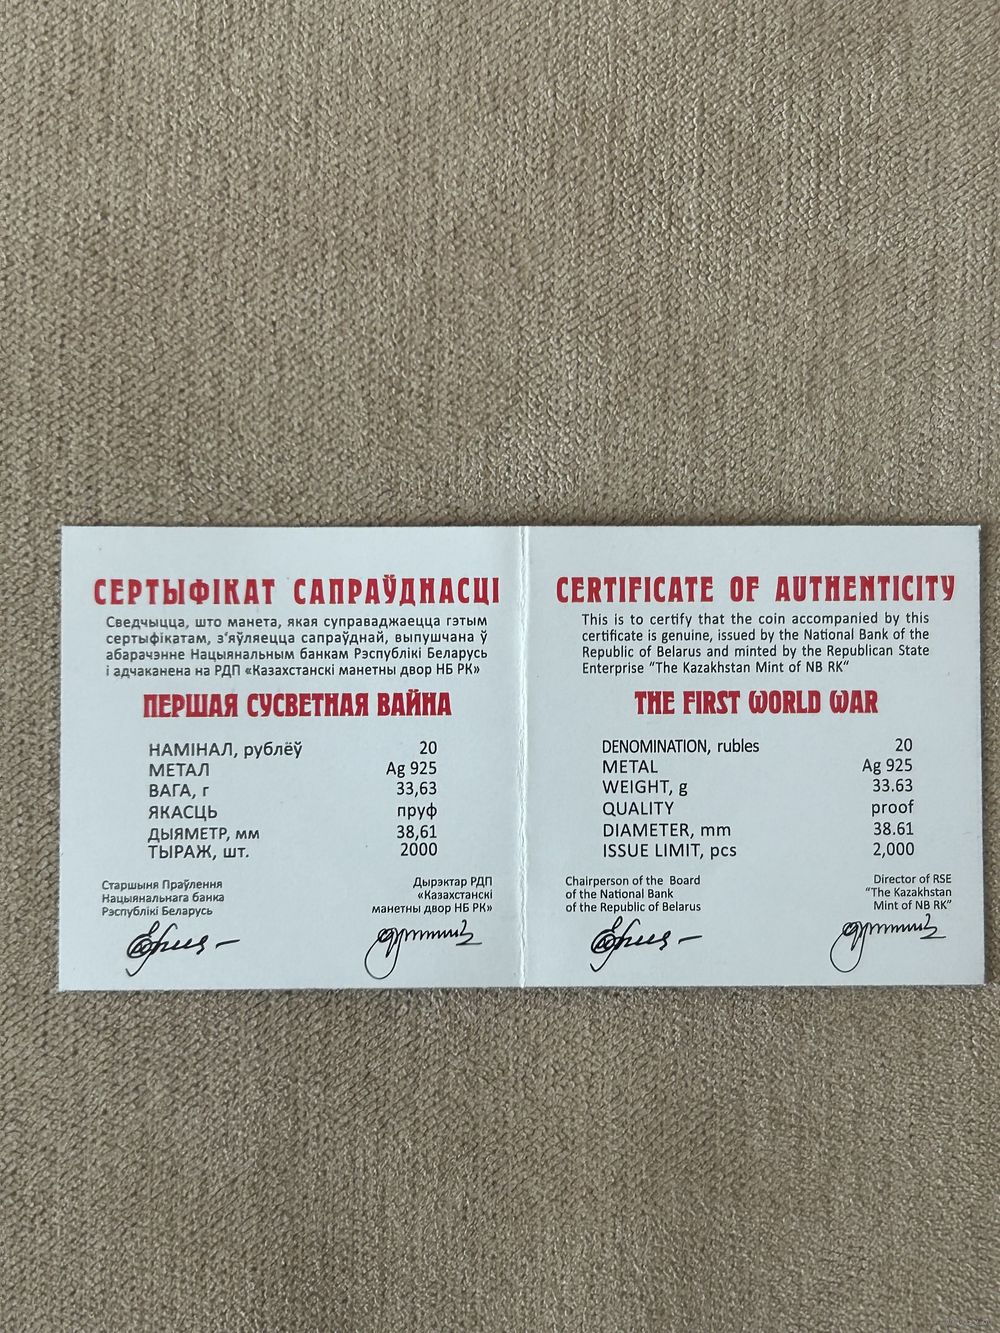 СЕРТЫФІКАТ САПРАЎДНАСЦІ
Сведчыцца, што манета, якая суправаджаецца гэтым
сертыфікатам, з'яўляецца сапраўднай, выпушчана ў
абарачэнне Нацыянальным банкам Рэспублікі Беларусь
і адчаканена на РДП «Казахстанскі манетны двор НБ РК»
ПЕРШАЯ СУСВЕТНАЯ ВАЙНА
НАМІНАЛ, рублёў 20
МЕТАЛ Ag 925
ВАГА, г 33,63
ЯКАСЦЬ пруф
ДЫЯМЕТР, мм 38,61
ТЫРАЖ, шт. 2000
Старшыня Праўлення
Нацыянальнага банка
Рэспублікі Беларусь
Дырэктар РДП
«Казахстанскі
манетны двор НБ РК»
CERTIFICATE OF AUTHENTICITY
This is to certify that the coin accompanied by this
certificate is genuine, issued by the National Bank of the
Republic of Belarus and minted by the Republican State
Enterprise "The Kazakhstan Mint of NB RK"
THE FIRST WORLD WAR
DENOMINATION, rubles 20
METAL Ag 925
WEIGHT, g 33.63
QUALITY proof
DIAMETER, mm 38.61
ISSUE LIMIT, pcs 2,000
Chairperson of the Board
of the National Bank
of the Republic of Belarus
Director of RSE
"The Kazakhstan
Mint of NB RK"